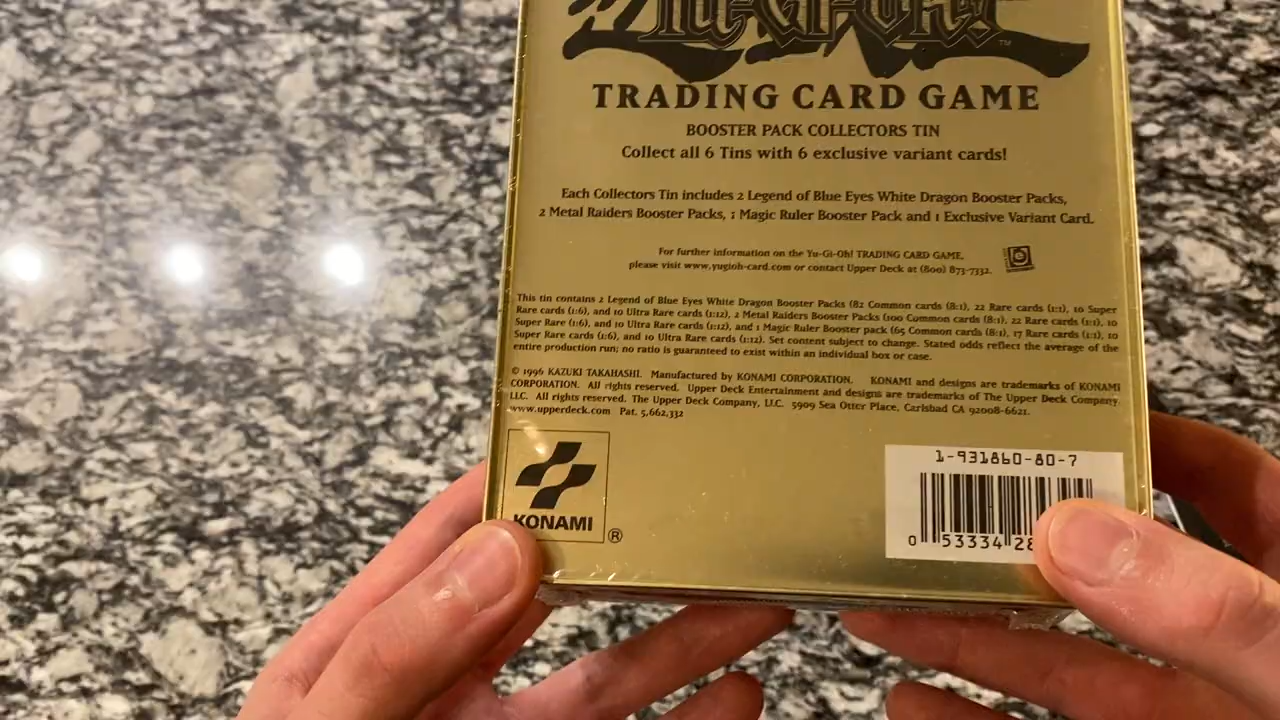 Yu-Gi-Oh!
™
TRADING CARD GAME
BOOSTER PACK COLLECTORS TIN
Collect all 6 Tins with 6 exclusive variant cards!
Each Collectors Tin includes 2 Legend of Blue Eyes White Dragon Booster Packs,
2 Metal Raiders Booster Packs, 1 Magic Ruler Booster Pack and 1 Exclusive Variant Card.
For further information on the Yu-Gi-Oh! TRADING CARD GAME,
please visit www.yugioh-card.com or contact Upper Deck at (800) 873-7332.
This tin contains 2 Legend of Blue Eyes White Dragon Booster Packs (82 Common cards (8:1), 22 Rare cards (1:1), 10 Super
Rare cards (1:6), and 10 Ultra Rare cards (1:12), 2 Metal Raiders Booster Packs (100 Common cards (8:1), 22 Rare cards (1:1), 10
Super Rare (1:6), and 10 Ultra Rare cards (1:12), and 1 Magic Ruler Booster pack (65 Common cards (8:1), 17 Rare cards (1:1), 10
Super Rare cards (1:6), and 10 Ultra Rare cards (1:12). Set content subject to change. Stated odds reflect the average of the
entire production run; no ratio is guaranteed to exist within an individual box or case.
© 1996 KAZUKI TAKAHASHI. Manufactured by KONAMI CORPORATION. KONAMI and designs are trademarks of KONAMI
CORPORATION. All rights reserved. Upper Deck Entertainment and designs are trademarks of The Upper Deck Company,
LLC. All rights reserved. The Upper Deck Company, LLC. 5909 Sea Otter Place, Carlsbad CA 92008-6621.
www.upperdeck.com Pat. 5,662,332
KONAMI ®
1-931860-80-7
0 53334 28